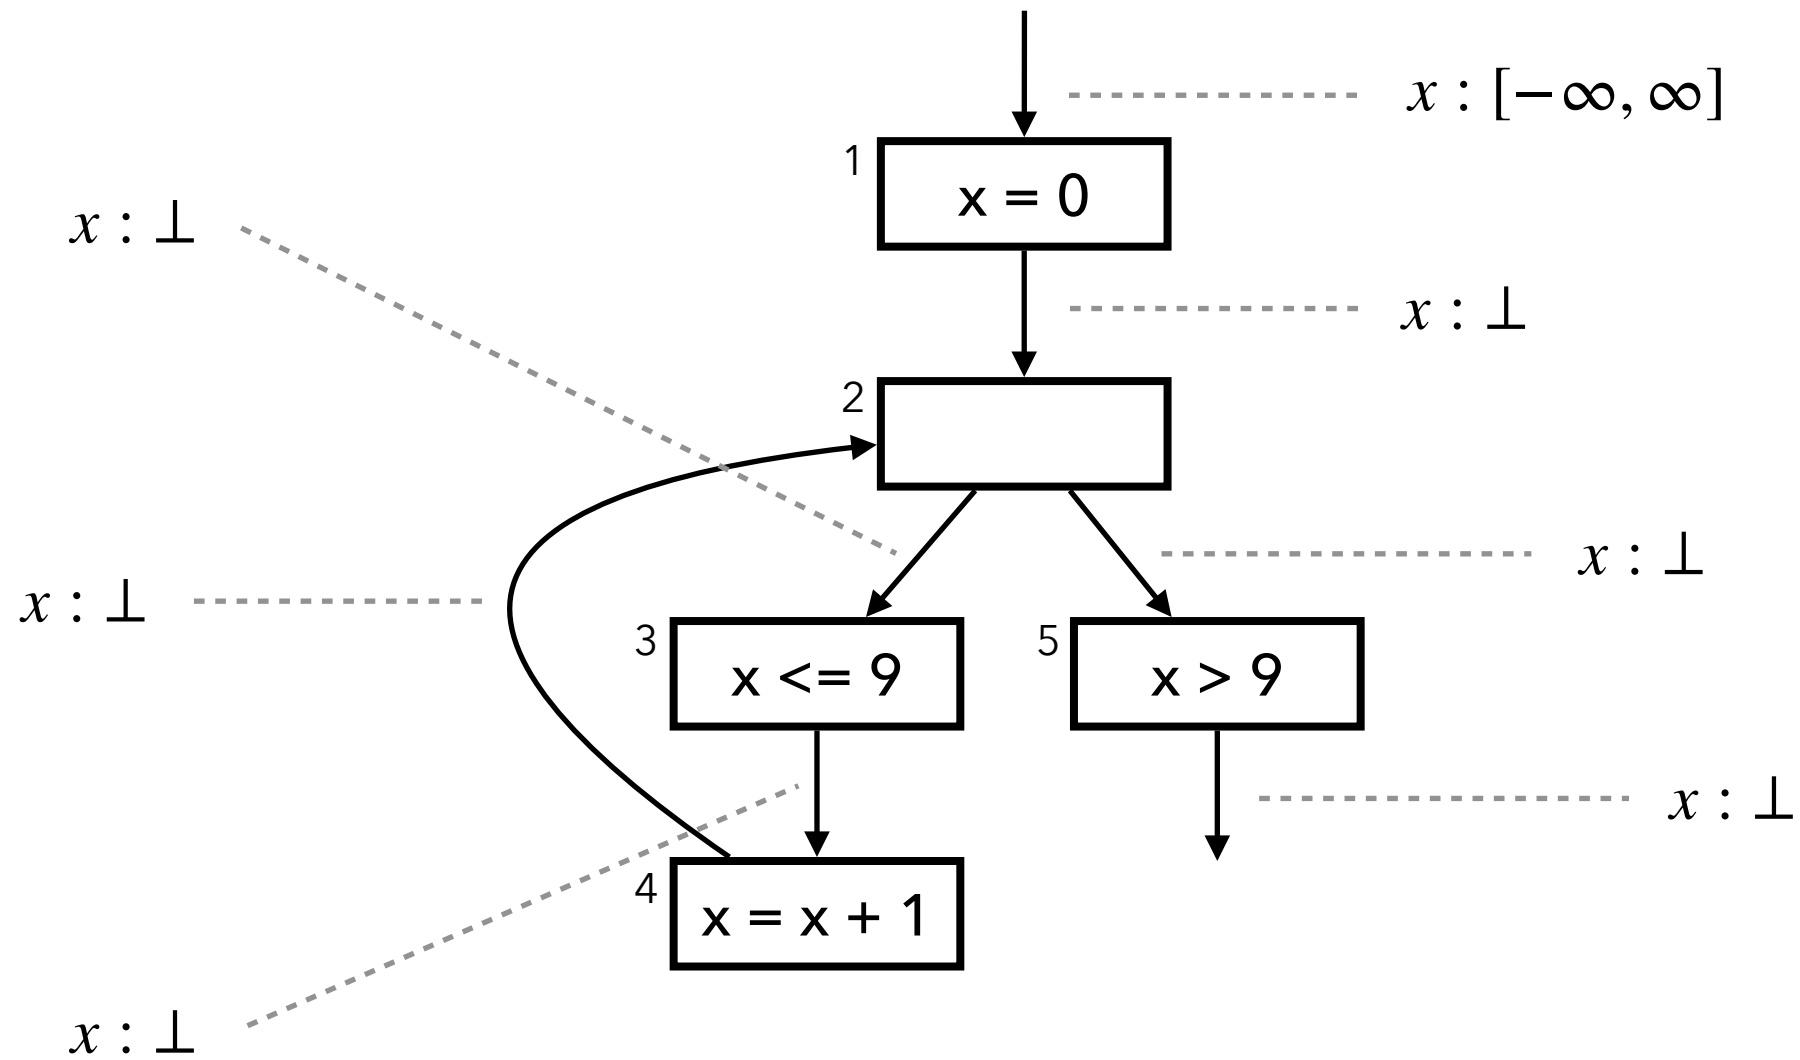 x : [−∞, ∞]
1
x = 0
x : ⊥
x : ⊥
2
x : ⊥
x : ⊥
3
x <= 9
5
x > 9
x : ⊥
4
x = x + 1
x : ⊥